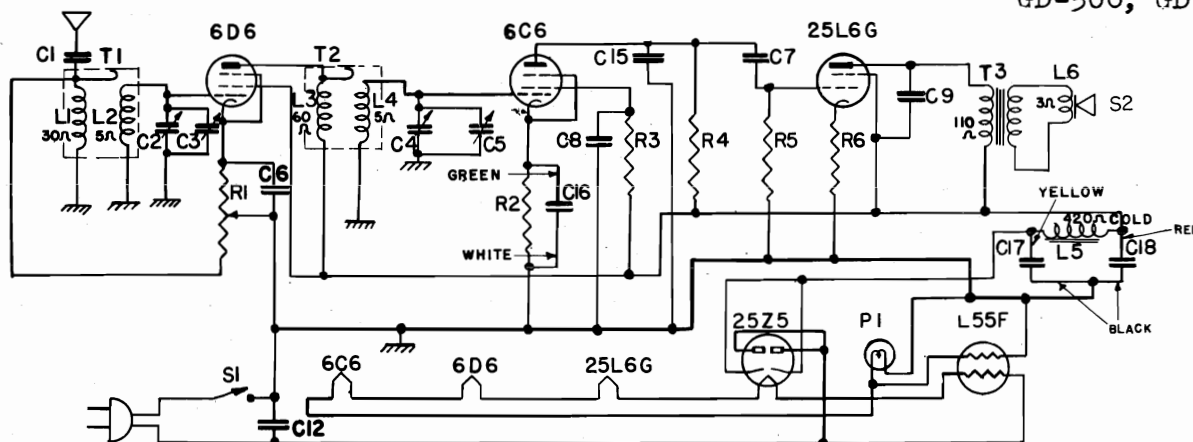 GD-500, GD
6D6
6C6
25L6G
C1
T1
T2
C15
C7
T3
L6
3Ω
S2
L1
30Ω
L2
5Ω
C2
C3
L3
60
Ω
L4
5Ω
C4
C5
C8
R3
R4
R5
R6
C9
110
Ω
R1
C6
GREEN
R2
C16
WHITE
YELLOW
420Ω COLD
RE
C17
L5
C18
BLACK
25Z5
P1
L55F
S1
6C6
6D6
25L6G
C12